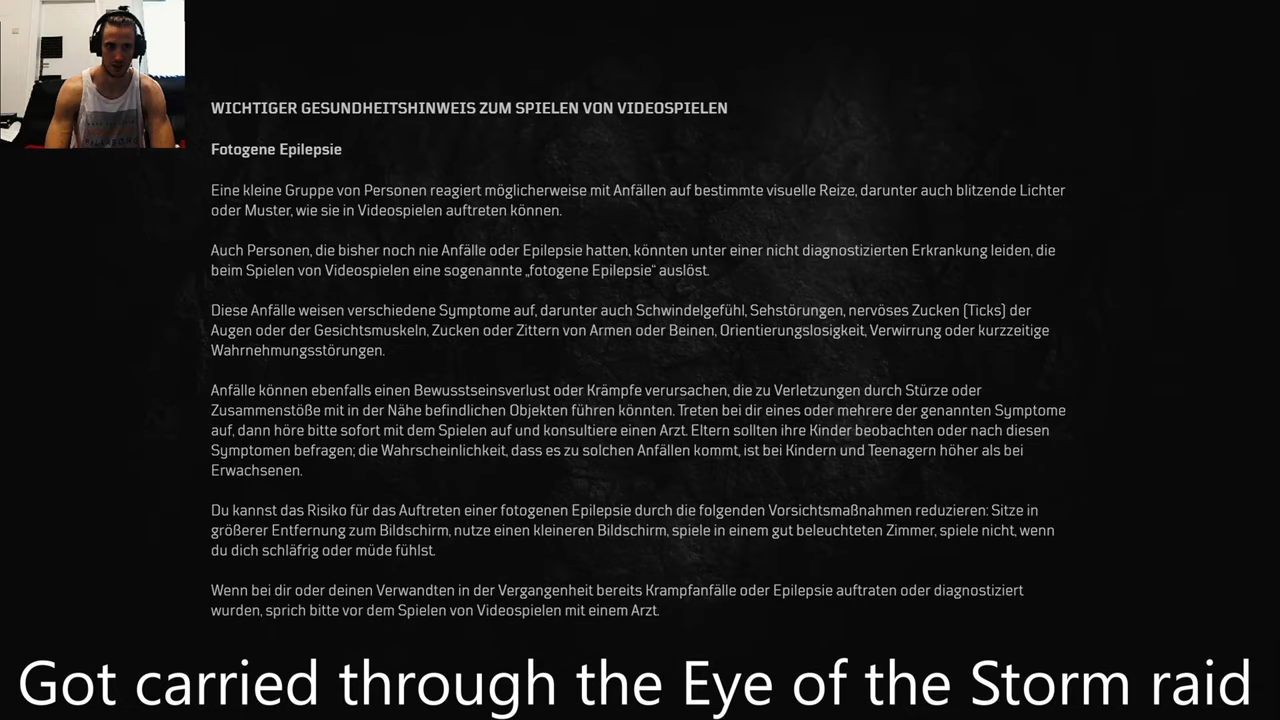 WICHTIGER GESUNDHEITSHINWEIS ZUM SPIELEN VON VIDEOSPIELEN
Fotogene Epilepsie
Eine kleine Gruppe von Personen reagiert möglicherweise mit Anfällen auf bestimmte visuelle Reize, darunter auch blitzende Lichter
oder Muster, wie sie in Videospielen auftreten können.
Auch Personen, die bisher noch nie Anfälle oder Epilepsie hatten, könnten unter einer nicht diagnostizierten Erkrankung leiden, die
beim Spielen von Videospielen eine sogenannte „fotogene Epilepsie“ auslöst.
Diese Anfälle weisen verschiedene Symptome auf, darunter auch Schwindelgefühl, Sehstörungen, nervöses Zucken (Ticks) der
Augen oder der Gesichtsmuskeln, Zucken oder Zittern von Armen oder Beinen, Orientierungslosigkeit, Verwirrung oder kurzzeitige
Wahrnehmungsstörungen.
Anfälle können ebenfalls einen Bewusstseinsverlust oder Krämpfe verursachen, die zu Verletzungen durch Stürze oder
Zusammenstöße mit in der Nähe befindlichen Objekten führen könnten. Treten bei dir eines oder mehrere der genannten Symptome
auf, dann höre bitte sofort mit dem Spielen auf und konsultiere einen Arzt. Eltern sollten ihre Kinder beobachten oder nach diesen
Symptomen befragen; die Wahrscheinlichkeit, dass es zu solchen Anfällen kommt, ist bei Kindern und Teenagern höher als bei
Erwachsenen.
Du kannst das Risiko für das Auftreten einer fotogenen Epilepsie durch die folgenden Vorsichtsmaßnahmen reduzieren: Sitze in
größerer Entfernung zum Bildschirm, nutze einen kleineren Bildschirm, spiele in einem gut beleuchteten Zimmer, spiele nicht, wenn
du dich schläfrig oder müde fühlst.
Wenn bei dir oder deinen Verwandten in der Vergangenheit bereits Krampfanfälle oder Epilepsie auftraten oder diagnostiziert
wurden, sprich bitte vor dem Spielen von Videospielen mit einem Arzt.
Got carried through the Eye of the Storm raid